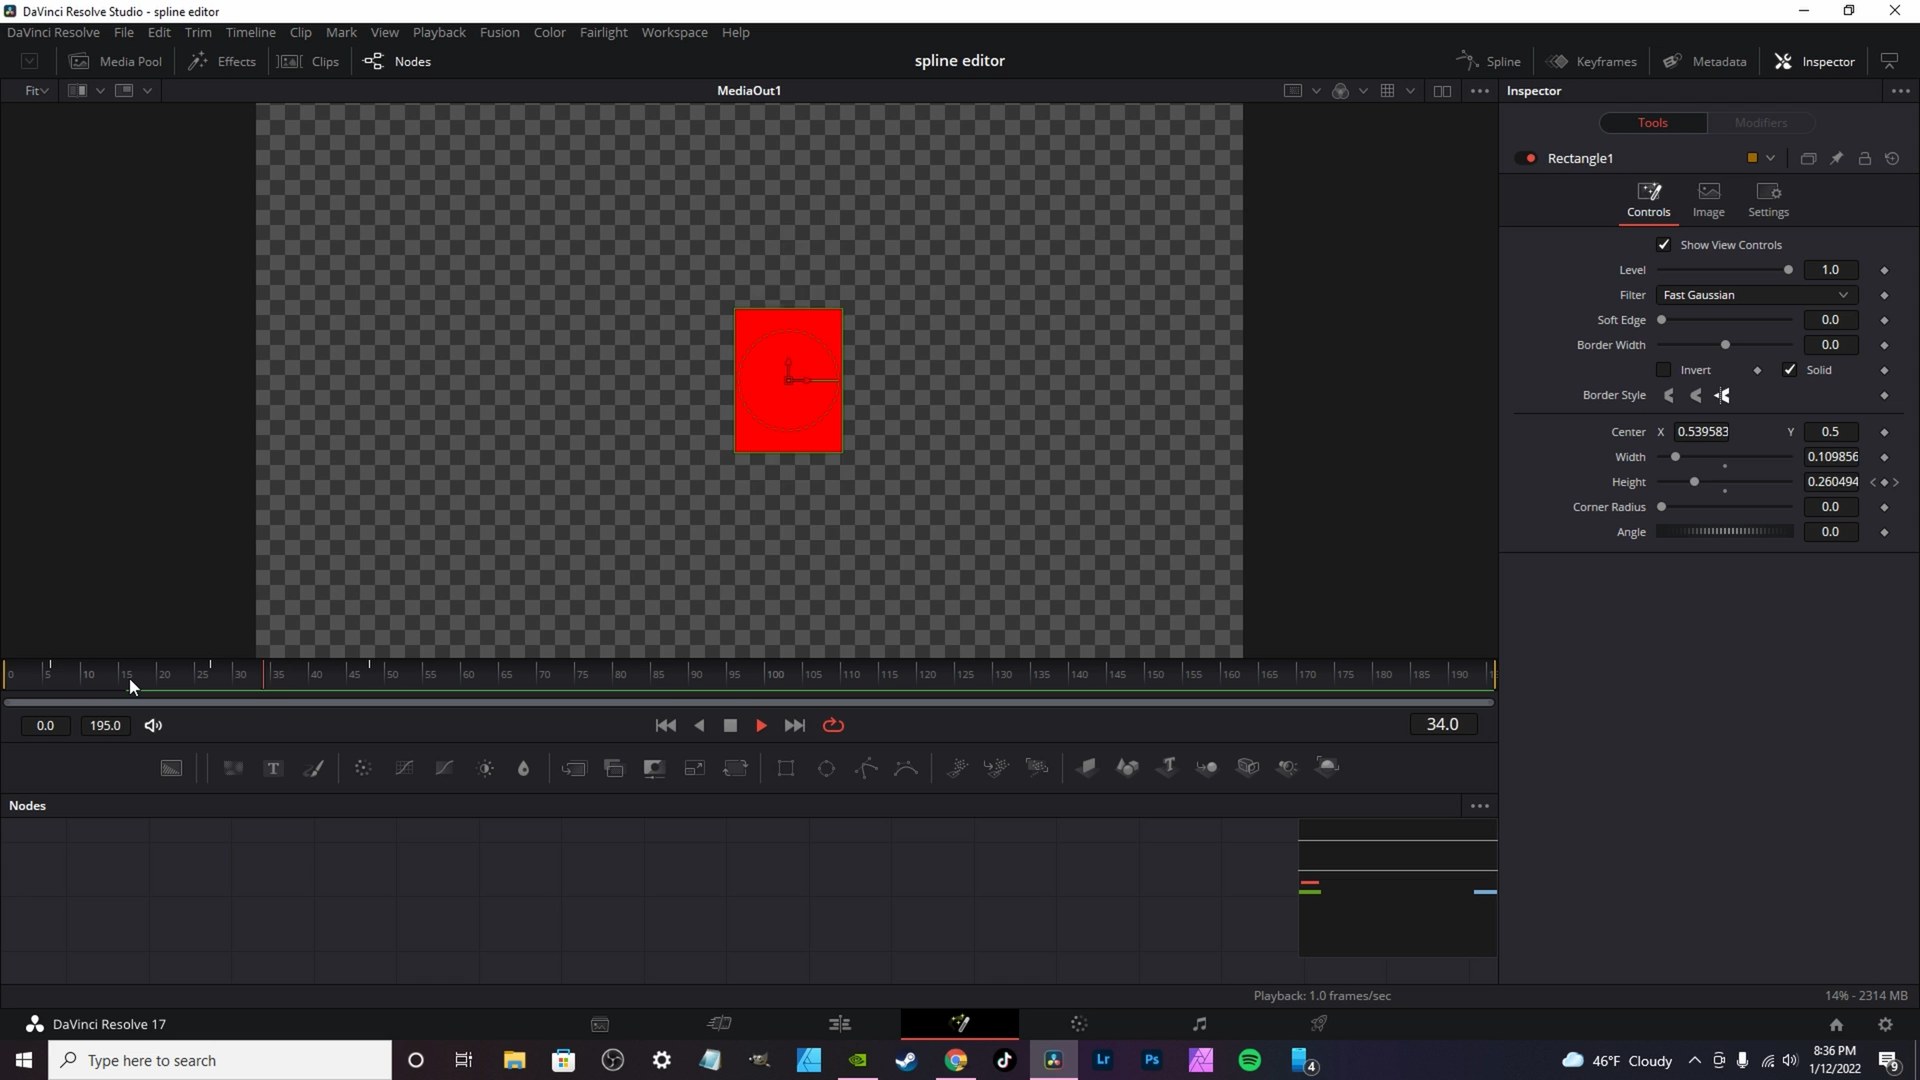 DaVinci Resolve Studio - spline editor
DaVinci Resolve File Edit Trim Timeline Clip Mark View Playback Fusion Color Fairlight Workspace Help
Media Pool Effects Clips Nodes spline editor Spline Keyframes Metadata Inspector
Fit MediaOut1 Inspector
Tools Modifiers
Rectangle1
Controls Image Settings
Show View Controls
Level 1.0
Filter Fast Gaussian
Soft Edge 0.0
Border Width 0.0
Invert Solid
Border Style
Center X 0.539583 Y 0.5
Width 0.109856
Height 0.260494
Corner Radius 0.0
Angle 0.0
0 5 10 15 20 25 30 35 40 45 50 55 60 65 70 75 80 85 90 95 100 105 110 115 120 125 130 135 140 145 150 155 160 165 170 175 180 185 190
0.0 195.0 34.0
T
Nodes
Playback: 1.0 frames/sec 14% - 2314 MB
DaVinci Resolve 17
Type here to search Lr Ps 4 46°F Cloudy 8:36 PM
1/12/2022 9